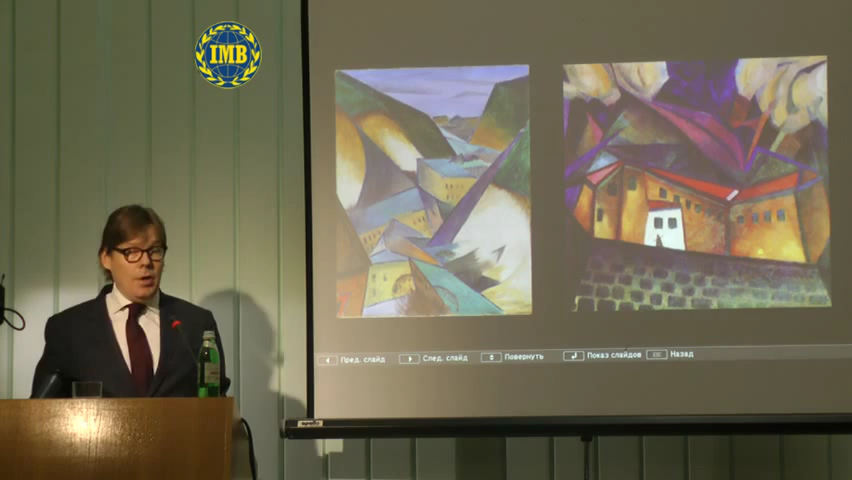 IMB
Пред. слайд
След. слайд
Повернуть
Показ слайдов
Назад